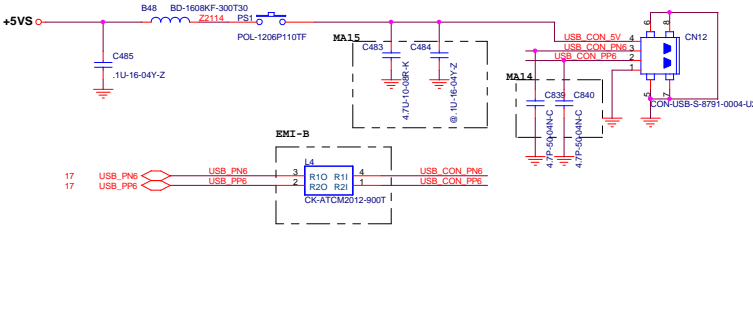 B48 BD-1608KF-300T30
+5VS Z2114 PS1
POL-1206P110TF
C485
.1U-16-04Y-Z
MA15
C483 C484
4.7U-10-08R-K
@.1U-16-04Y-Z
USB_CON_5V 4
USB_CON_PN6 3
USB_CON_PP6 2
1
6 8
CN12
5 7
CON-USB-S-8791-0004-U2
MA14
C839 C840
4.7P-50-04N-C
4.7P-50-04N-C
EMI-B
L4
17 USB_PN6 USB_PN6 3 R1O R1I 4 USB_CON_PN6
17 USB_PP6 USB_PP6 2 R2O R2I 1 USB_CON_PP6
CK-ATCM2012-900T